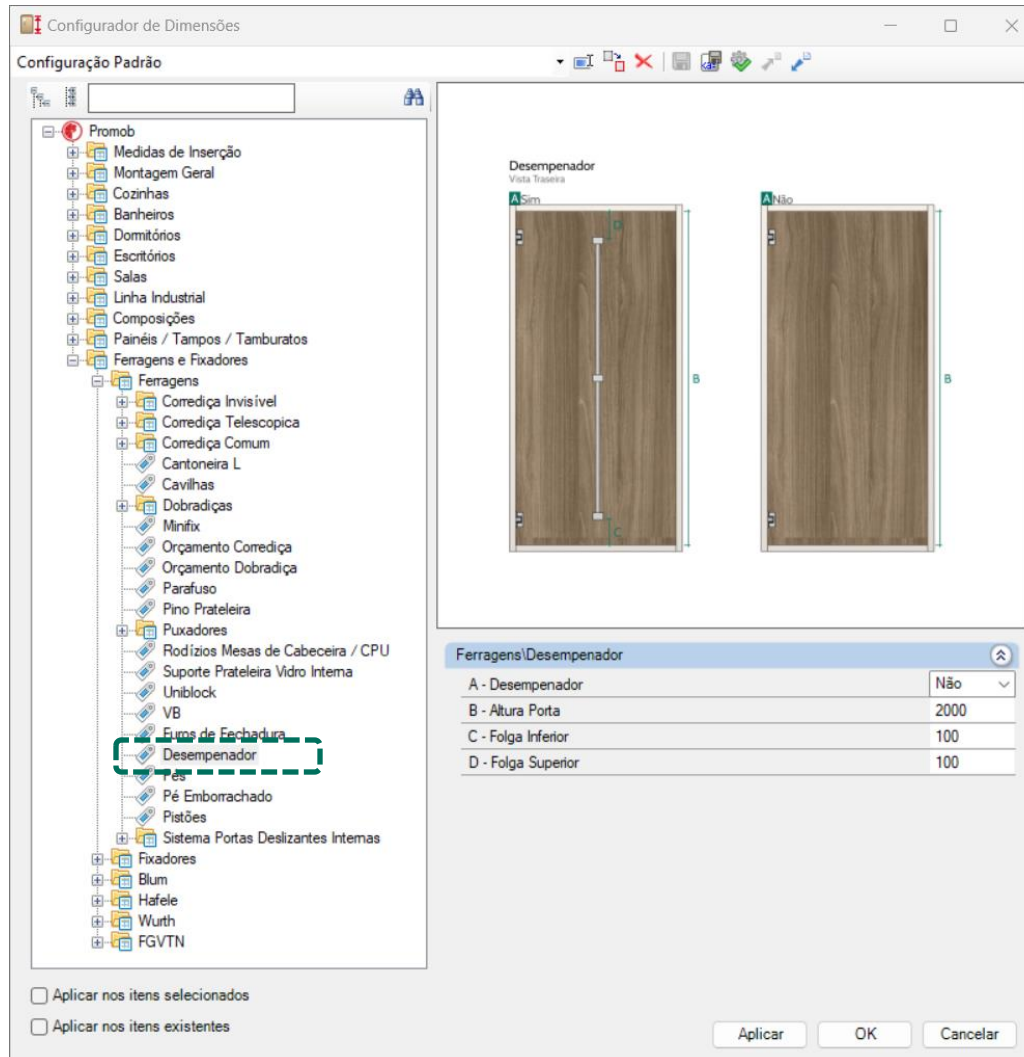 Configurador de Dimensões
Configuração Padrão
Promob
Medidas de Inserção
Montagem Geral
Cozinhas
Banheiros
Dormitórios
Escritórios
Salas
Linha Industrial
Composições
Painéis / Tampos / Tamburatos
Ferragens e Fixadores
Ferragens
Corrediça Invisível
Corrediça Telescopica
Corrediça Comum
Cantoneira L
Cavilhas
Dobradiças
Minifix
Orçamento Corrediça
Orçamento Dobradiça
Parafuso
Pino Prateleira
Puxadores
Rodízios Mesas de Cabeceira / CPU
Suporte Prateleira Vidro Interna
Uniblock
VB
Furos de Fechadura
Desempenador
Pés
Pé Emborrachado
Pistões
Sistema Portas Deslizantes Internas
Fixadores
Blum
Hafele
Wurth
FGVTN
Desempenador
Vista Traseira
A Sim
A Não
D
B
B
C
Ferragens\Desempenador
A - Desempenador Não
B - Altura Porta 2000
C - Folga Inferior 100
D - Folga Superior 100
Aplicar nos itens selecionados
Aplicar nos itens existentes
Aplicar OK Cancelar